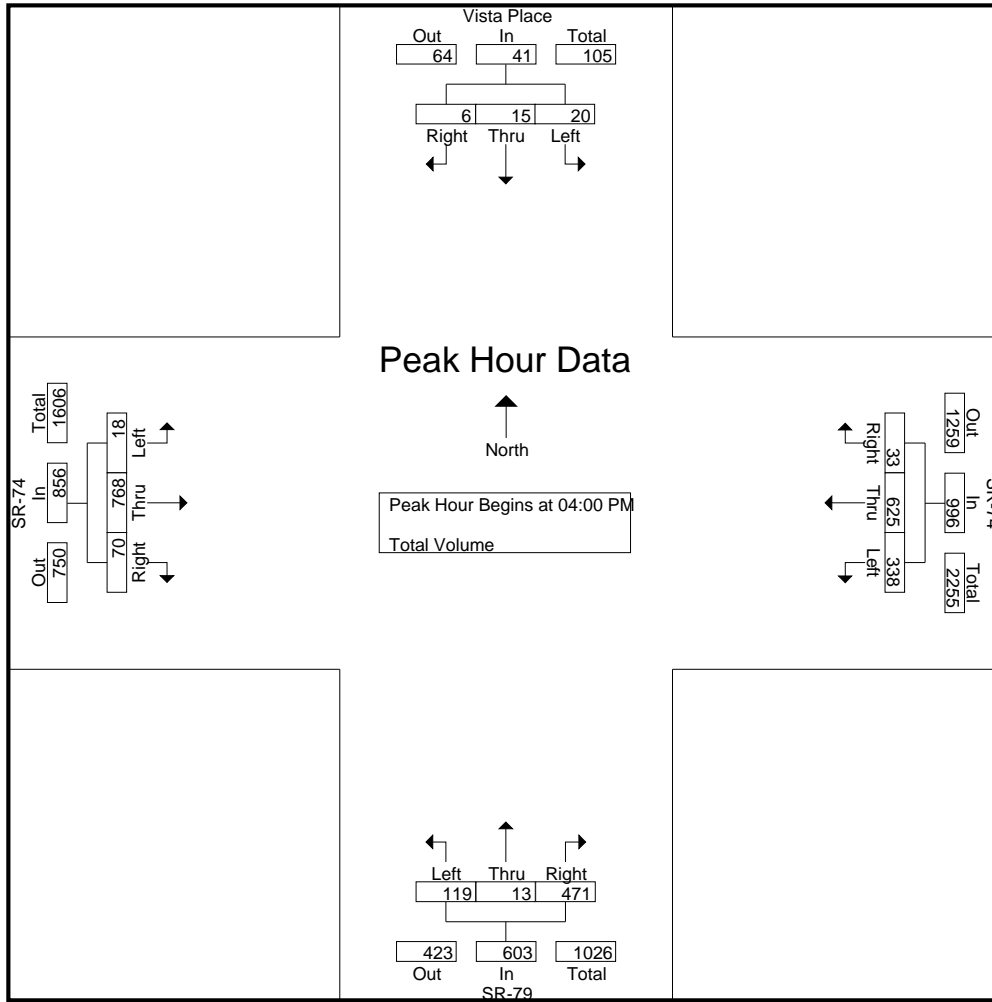 Vista Place
Out In Total
64 41 105
6 15 20
Right Thru Left
Peak Hour Data
North
Peak Hour Begins at 04:00 PM
Total Volume
SR-74
Total In Out
1606 856 750
18 768 70
Left Thru Right
SR-74
Out In Total
1259 996 2255
33 625 338
Right Thru Left
Left Thru Right
119 13 471
423 603 1026
Out In Total
SR-79